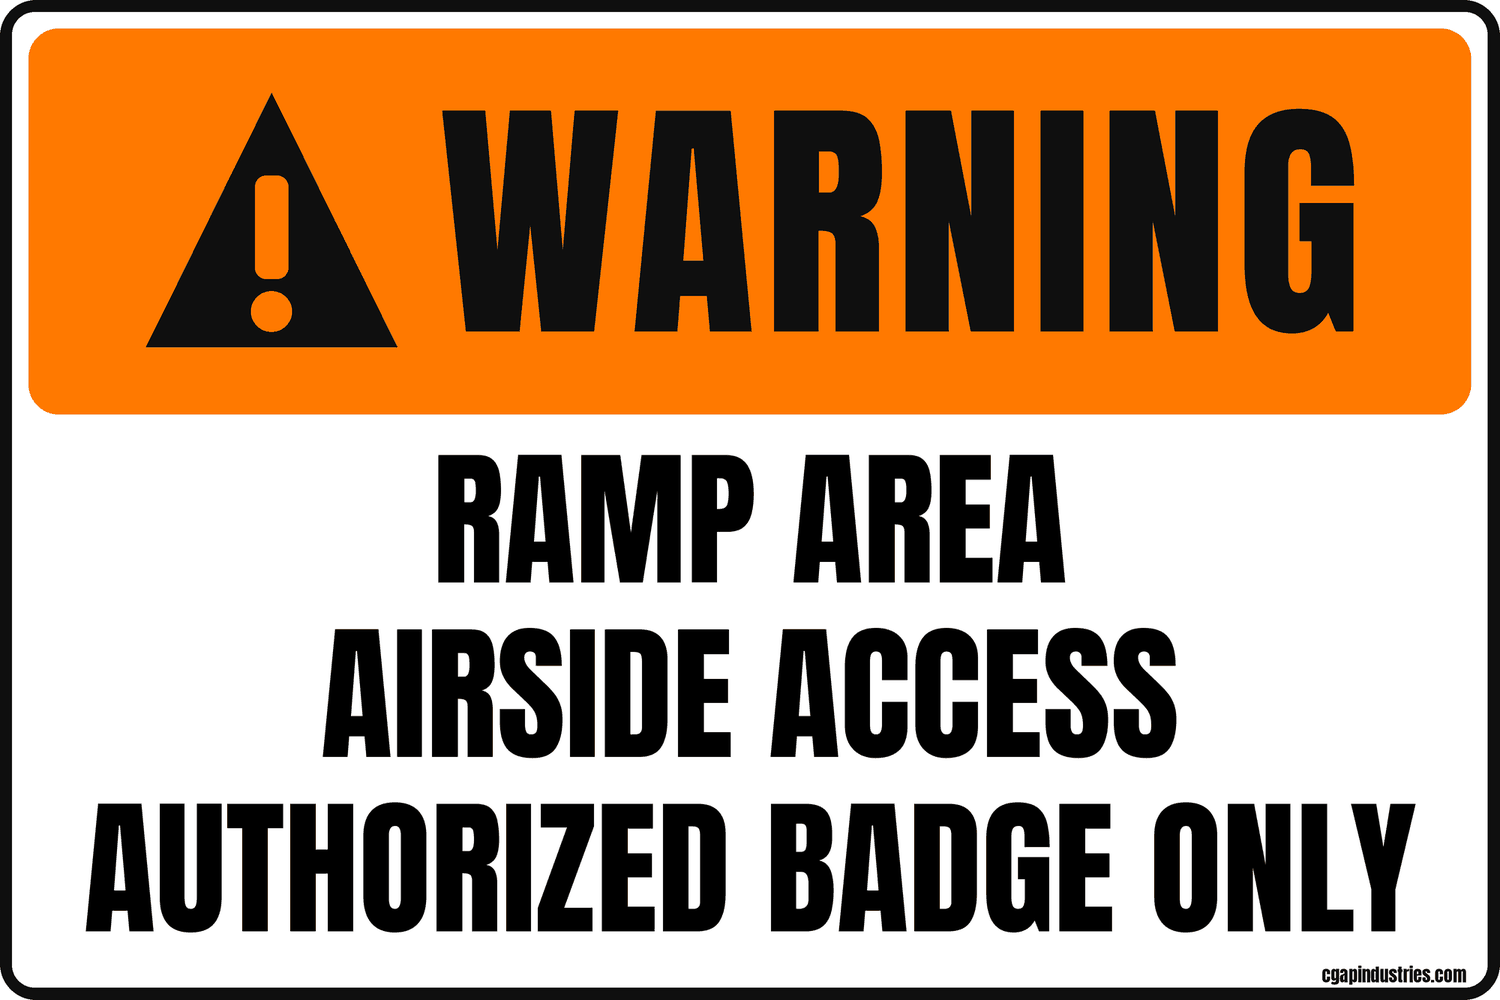 WARNING
RAMP AREA
AIRSIDE ACCESS
AUTHORIZED BADGE ONLY
cgapindustries.com